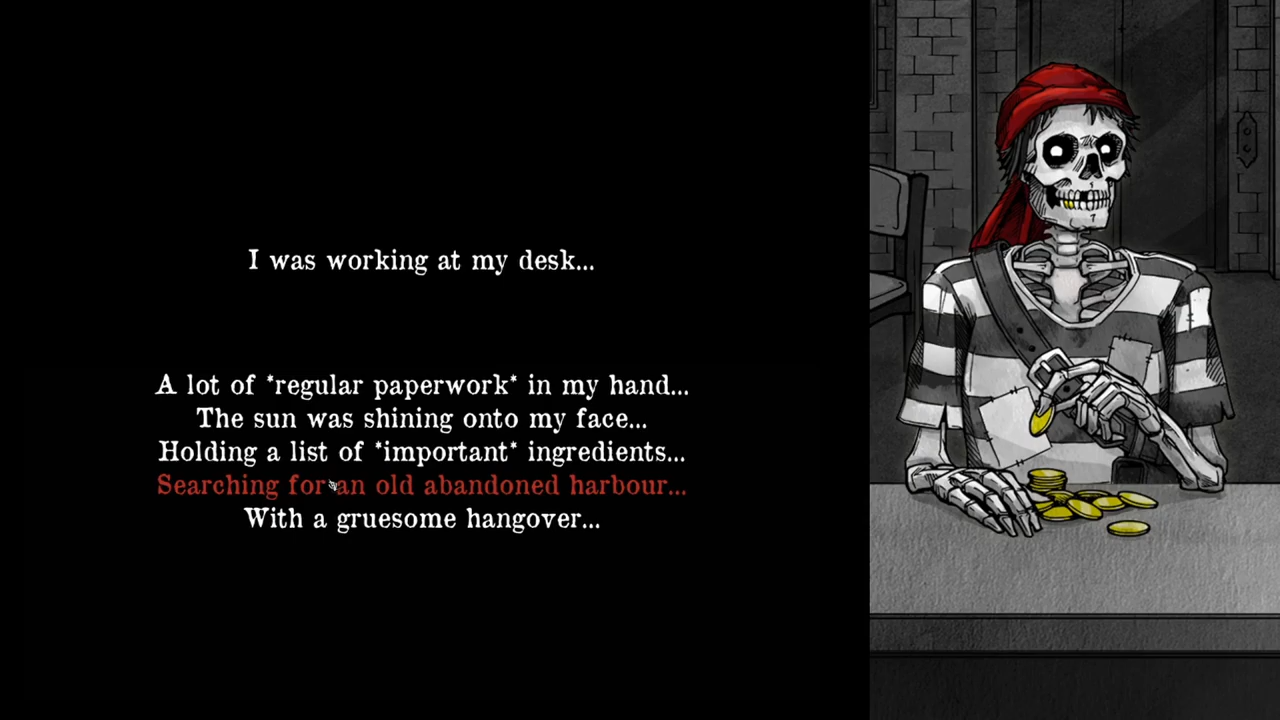 I was working at my desk...
A lot of *regular paperwork* in my hand...
The sun was shining onto my face...
Holding a list of *important* ingredients...
Searching for an old abandoned harbour...
With a gruesome hangover...